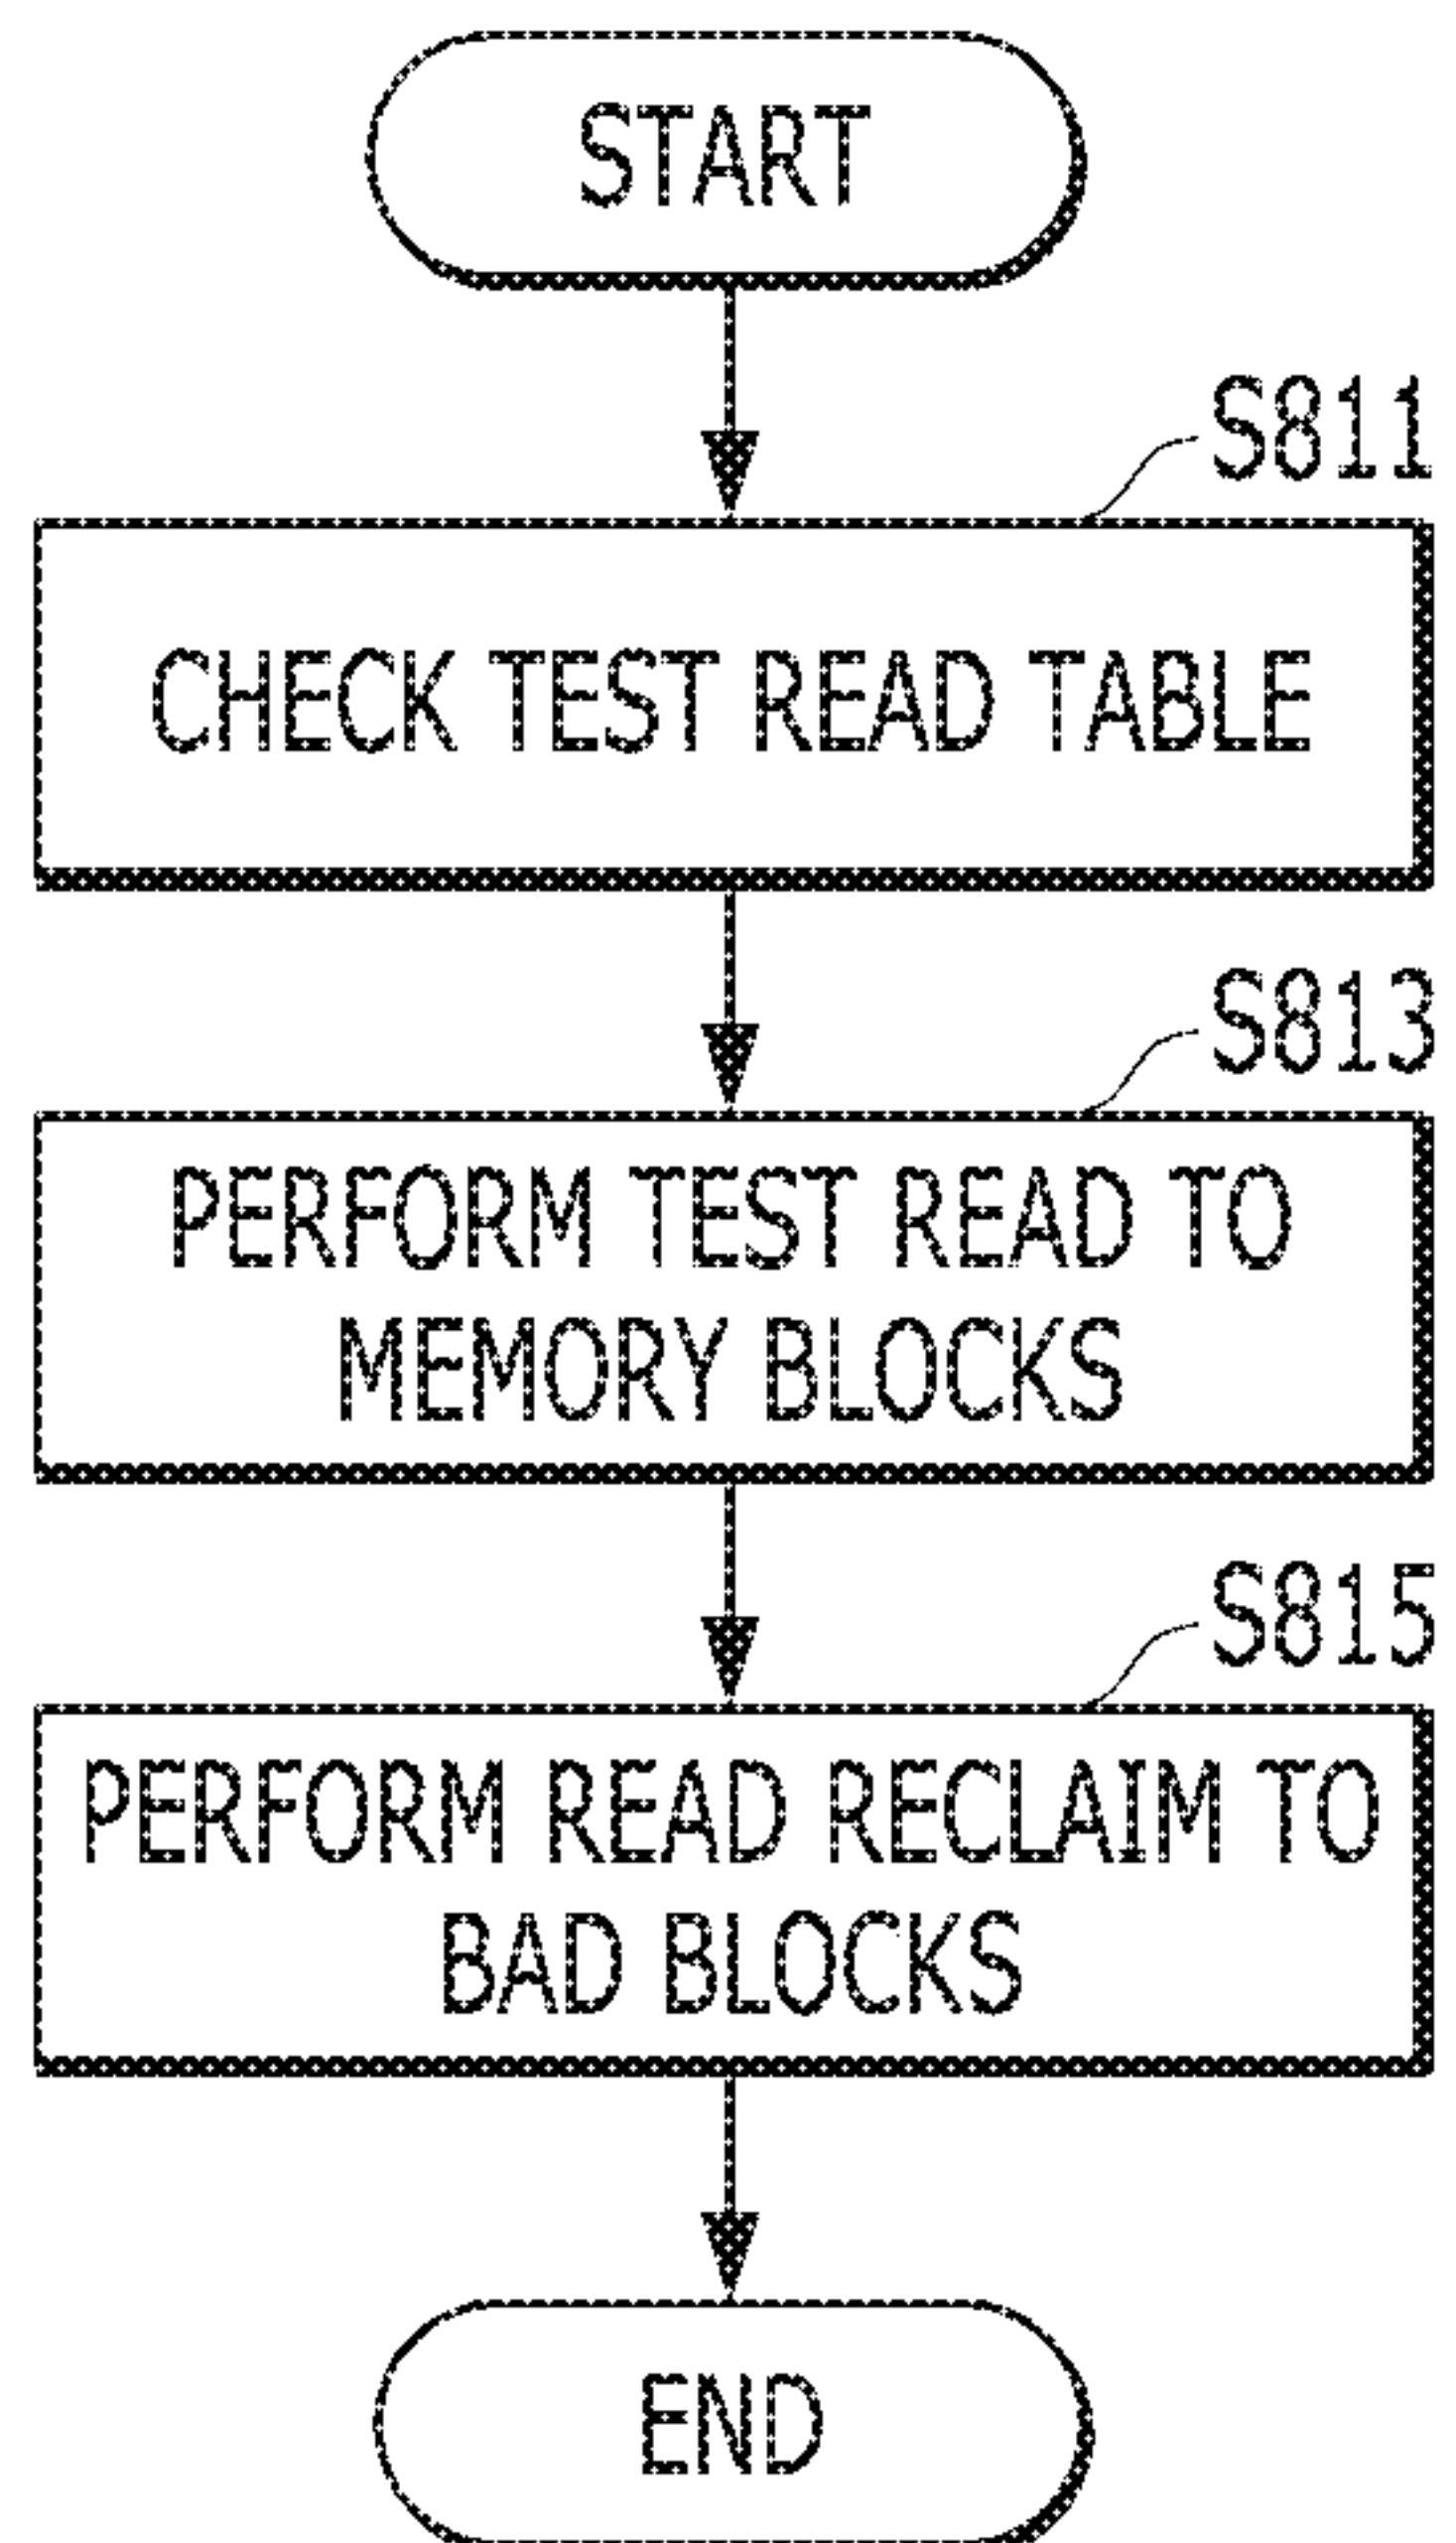 START
S811
CHECK TEST READ TABLE
S813
PERFORM TEST READ TO
MEMORY BLOCKS
S815
PERFORM READ RECLAIM TO
BAD BLOCKS
END